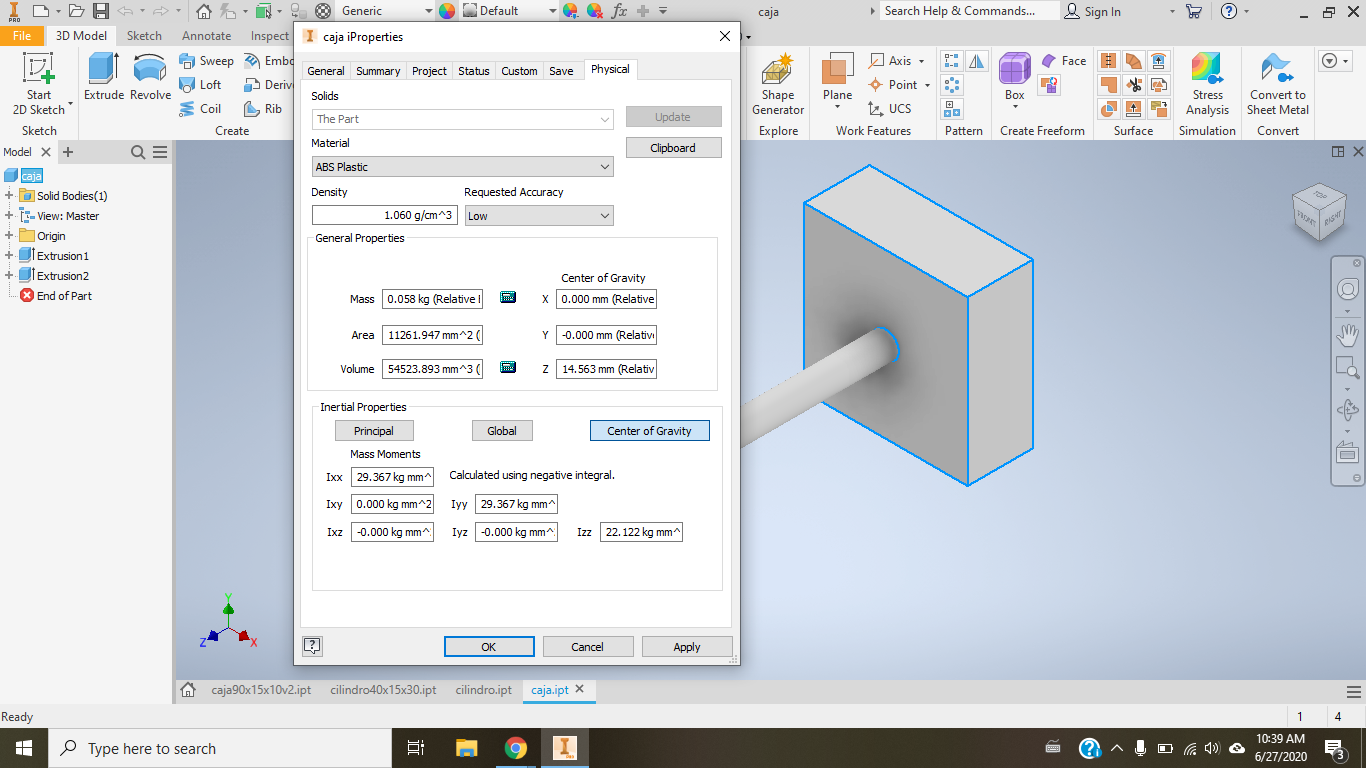 PRO
Generic
Default
fx
caja
Search Help & Commands...
Sign In
File
3D Model
Sketch
Annotate
Inspect
Start
2D Sketch
Sketch
Extrude
Revolve
Sweep
Loft
Coil
Embo
Deriv
Rib
Create
Shape
Generator
Explore
Plane
Axis
Point
UCS
Work Features
Pattern
Box
Face
Create Freeform
Surface
Stress
Analysis
Simulation
Convert to
Sheet Metal
Convert
Model
caja
Solid Bodies(1)
View: Master
Origin
Extrusion1
Extrusion2
End of Part
caja iProperties
General
Summary
Project
Status
Custom
Save
Physical
Solids
The Part
Update
Material
Clipboard
ABS Plastic
Density
Requested Accuracy
1.060 g/cm^3
Low
General Properties
Center of Gravity
Mass
0.058 kg (Relative
X
0.000 mm (Relative
Area
11261.947 mm^2 (
Y
-0.000 mm (Relativ
Volume
54523.893 mm^3 (
Z
14.563 mm (Relativ
Inertial Properties
Principal
Global
Center of Gravity
Mass Moments
Ixx
29.367 kg mm^
Calculated using negative integral.
Ixy
0.000 kg mm^2
Iyy
29.367 kg mm^
Ixz
-0.000 kg mm^
Iyz
-0.000 kg mm^
Izz
22.122 kg mm^
OK
Cancel
Apply
TOP
FRONT
RIGHT
Y
Z
X
caja90x15x10v2.ipt
cilindro40x15x30.ipt
cilindro.ipt
caja.ipt
Ready
1
4
Type here to search
10:39 AM
6/27/2020
3